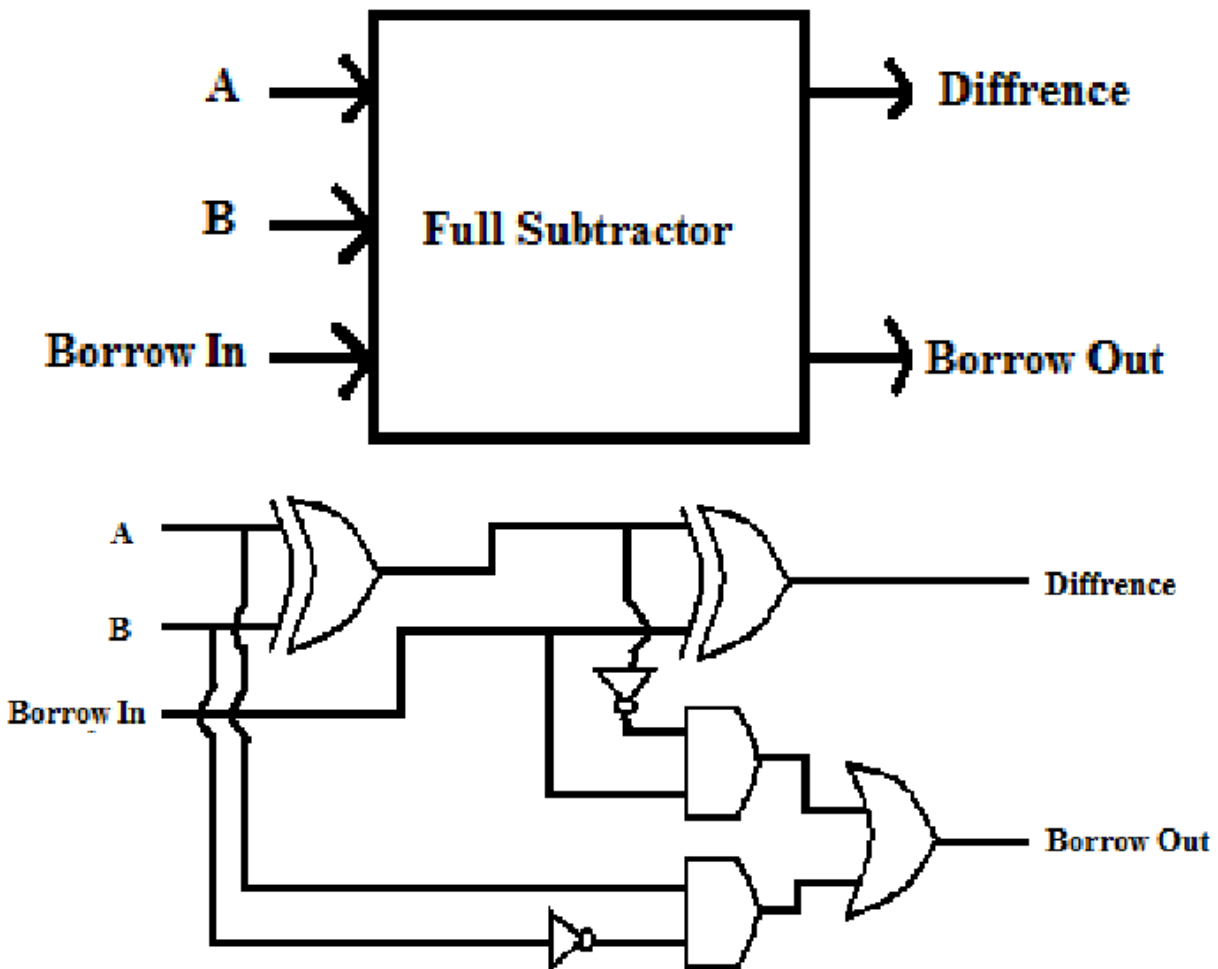 A
Diffrence
B
Full Subtractor
Borrow In
Borrow Out
A
Diffrence
B
Borrow In
Borrow Out